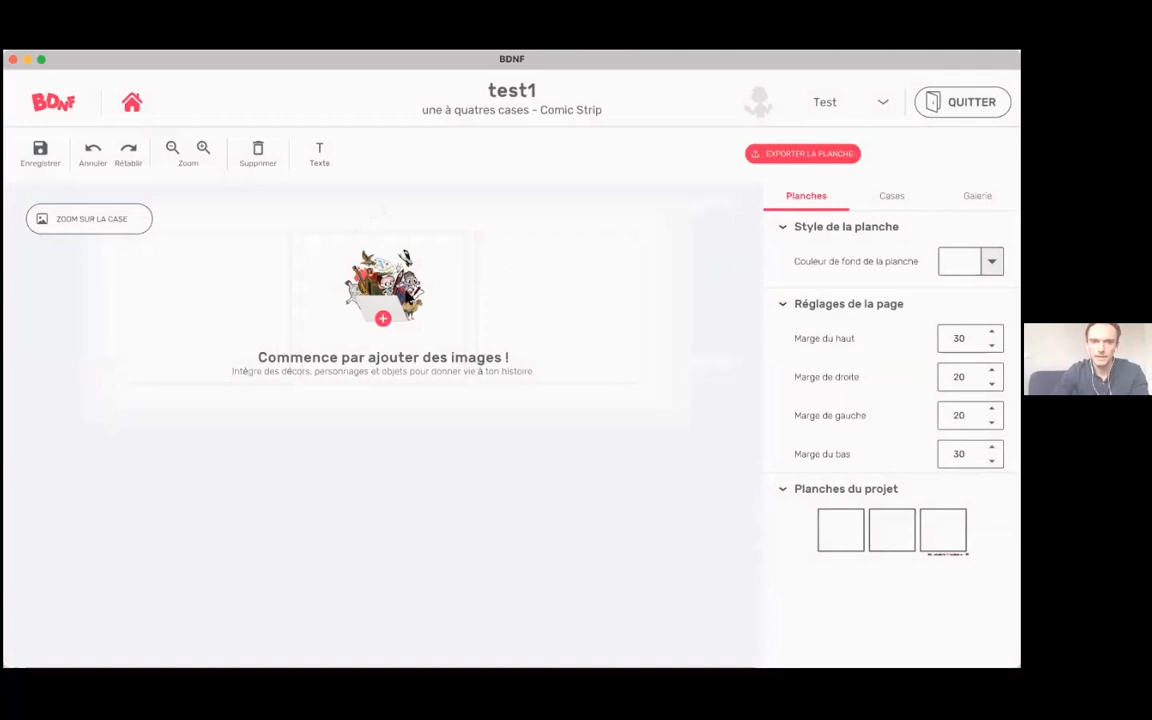 BDNF
BDNF
test1
une à quatres cases - Comic Strip
Test
QUITTER
Enregistrer
Annuler
Rétablir
Zoom
Supprimer
T
Texte
EXPORTER LA PLANCHE
ZOOM SUR LA CASE
Commence par ajouter des images !
Intègre des décors, personnages et objets pour donner vie à ton histoire.
Planches
Cases
Galerie
Style de la planche
Couleur de fond de la planche
Réglages de la page
Marge du haut
30
Marge de droite
20
Marge de gauche
20
Marge du bas
30
Planches du projet